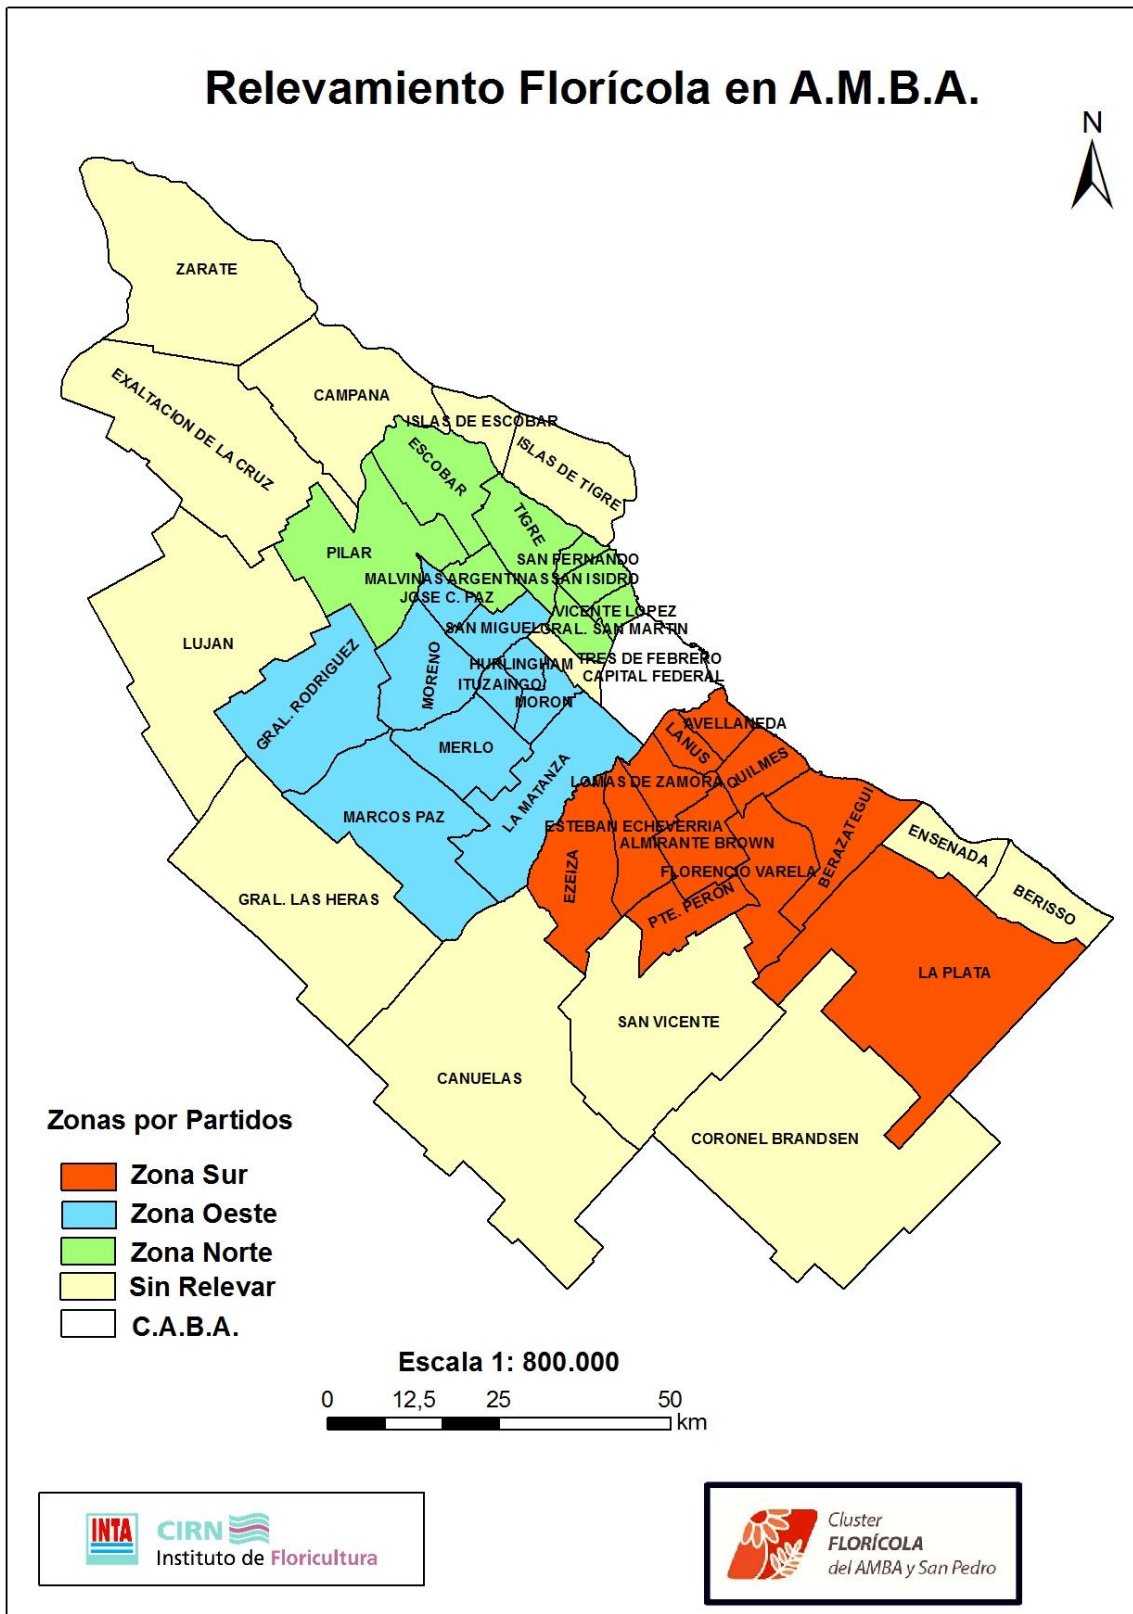 Relevamiento Florícola en A.M.B.A.
N
ZARATE
EXALTACION DE LA CRUZ
CAMPANA
ISLAS DE ESCOBAR
ISLAS DE TIGRE
ESCOBAR
TIGRE
PILAR
SAN FERNANDO
MALVINAS ARGENTINAS
SAN ISIDRO
JOSE C. PAZ
VICENTE LOPEZ
SAN MIGUEL
GRAL. SAN MARTIN
LUJAN
GRAL. RODRIGUEZ
MORENO
HURLINGHAM
TRES DE FEBRERO
ITUZAINGO
CAPITAL FEDERAL
MORON
MERLO
AVELLANEDA
LANUS
QUILMES
LA MATANZA
LOMAS DE ZAMORA
MARCOS PAZ
ESTEBAN ECHEVERRIA
ALMIRANTE BROWN
BERAZATEGUI
ENSENADA
BERISSO
EZEIZA
FLORENCIO VARELA
PTE. PERON
GRAL. LAS HERAS
LA PLATA
SAN VICENTE
CANUELAS
CORONEL BRANDSEN
Zonas por Partidos
Zona Sur
Zona Oeste
Zona Norte
Sin Relevar
C.A.B.A.
Escala 1: 800.000
0 12,5 25 50
km
INTA
CIRN
Instituto de Floricultura
Cluster
FLORÍCOLA
del AMBA y San Pedro